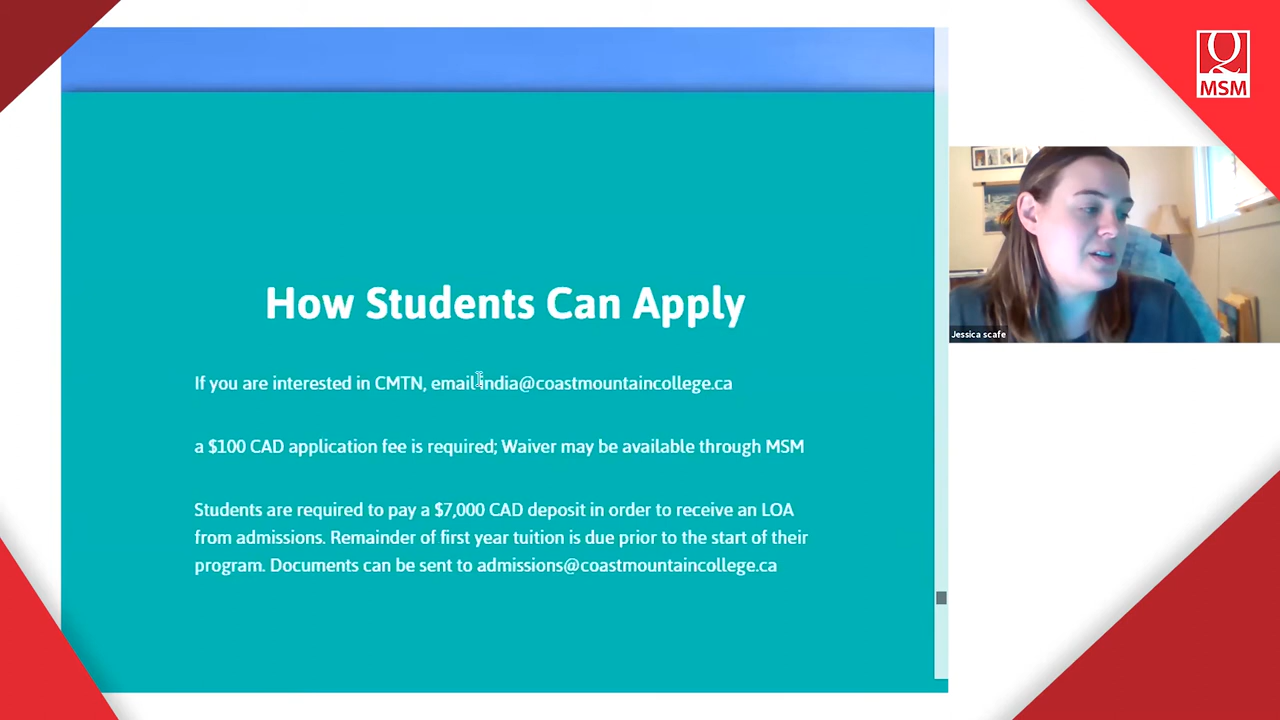 How Students Can Apply
If you are interested in CMTN, email india@coastmountaincollege.ca
a $100 CAD application fee is required; Waiver may be available through MSM
Students are required to pay a $7,000 CAD deposit in order to receive an LOA
from admissions. Remainder of first year tuition is due prior to the start of their
program. Documents can be sent to admissions@coastmountaincollege.ca
Q
MSM
Jessica scafe